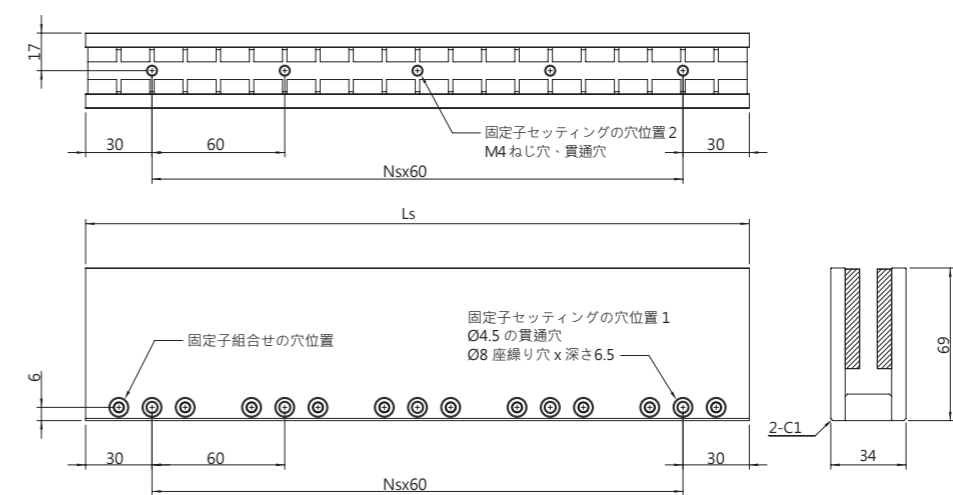 17
30
60
30
固定子セッティングの穴位置2
M4 ねじ穴、貫通穴
Nsx60
Ls
固定子組合せの穴位置
固定子セッティングの穴位置1
Ø4.5 の貫通穴
Ø8 座繰り穴 x 深さ6.5
6
30
60
30
Nsx60
69
2-C1
34